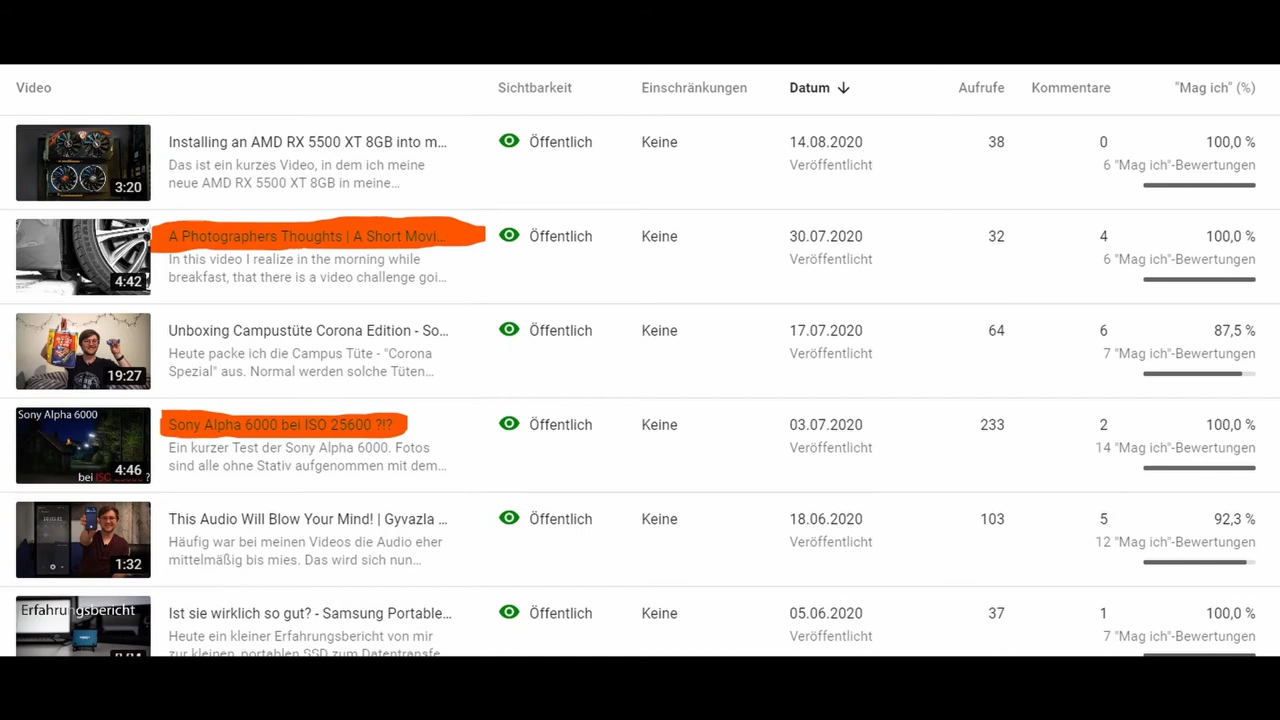 Video Sichtbarkeit Einschränkungen Datum Aufrufe Kommentare "Mag ich" (%)
Installing an AMD RX 5500 XT 8GB into m... Öffentlich Keine 14.08.2020 38 0 100,0 %
Das ist ein kurzes Video, in dem ich meine Veröffentlicht 6 "Mag ich"-Bewertungen
neue AMD RX 5500 XT 8GB in meine...
3:20
A Photographers Thoughts | A Short Movi... Öffentlich Keine 30.07.2020 32 4 100,0 %
In this video I realize in the morning while Veröffentlicht 6 "Mag ich"-Bewertungen
breakfast, that there is a video challenge goi...
4:42
Unboxing Campustüte Corona Edition - So... Öffentlich Keine 17.07.2020 64 6 87,5 %
Heute packe ich die Campus Tüte - "Corona Veröffentlicht 7 "Mag ich"-Bewertungen
Spezial" aus. Normal werden solche Tüten...
19:27
Sony Alpha 6000
Sony Alpha 6000 bei ISO 25600 ?!? Öffentlich Keine 03.07.2020 233 2 100,0 %
Ein kurzer Test der Sony Alpha 6000. Fotos Veröffentlicht 14 "Mag ich"-Bewertungen
sind alle ohne Stativ aufgenommen mit dem...
4:46
bei ISO
This Audio Will Blow Your Mind! | Gyvazla ... Öffentlich Keine 18.06.2020 103 5 92,3 %
Häufig war bei meinen Videos die Audio eher Veröffentlicht 12 "Mag ich"-Bewertungen
mittelmäßig bis mies. Das wird sich nun...
1:32
Erfahrungsbericht
Ist sie wirklich so gut? - Samsung Portable... Öffentlich Keine 05.06.2020 37 1 100,0 %
Heute ein kleiner Erfahrungsbericht von mir Veröffentlicht 7 "Mag ich"-Bewertungen
zur kleinen, portablen SSD zum Datentransfe